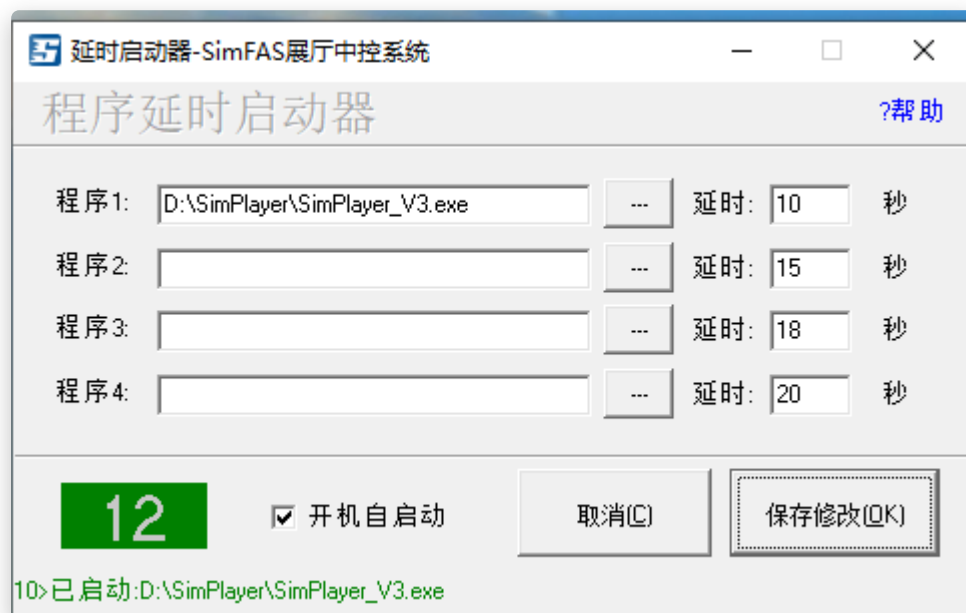 延时启动器-SimFAS展厅中控系统
程序延时启动器 ?帮助
程序1: D:\SimPlayer\SimPlayer_V3.exe ... 延时: 10 秒
程序2: ... 延时: 15 秒
程序3: ... 延时: 18 秒
程序4: ... 延时: 20 秒
12 开机自启动 取消(C) 保存修改(OK)
10>已启动:D:\SimPlayer\SimPlayer_V3.exe